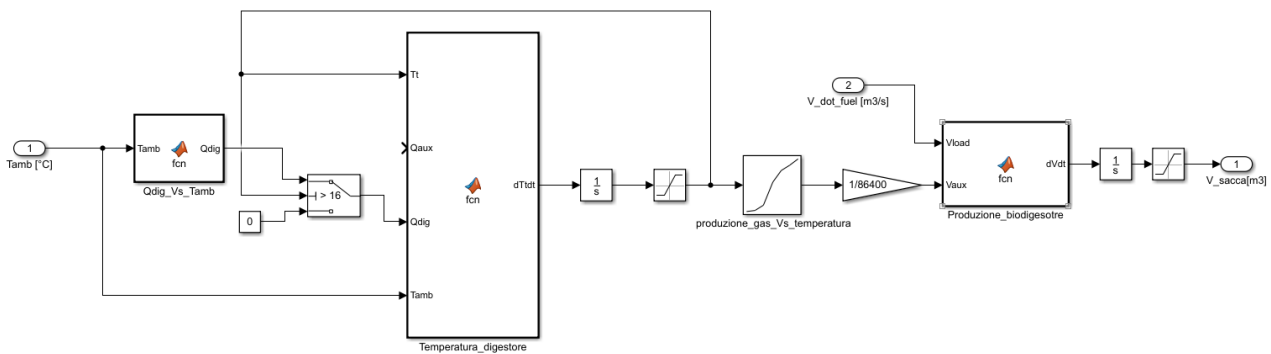 1
Tamb [°C]
Tamb
fcn
Qdig
Qdig_Vs_Tamb
> 16
0
Tt
Qaux
Qdig
Tamb
fcn
dTtdt
Temperatura_digestore
1
s
produzione_gas_Vs_temperatura
1/86400
2
V_dot_fuel [m3/s]
Vload
Vaux
fcn
dVdt
Produzione_biodigesotre
1
s
1
V_sacca[m3]